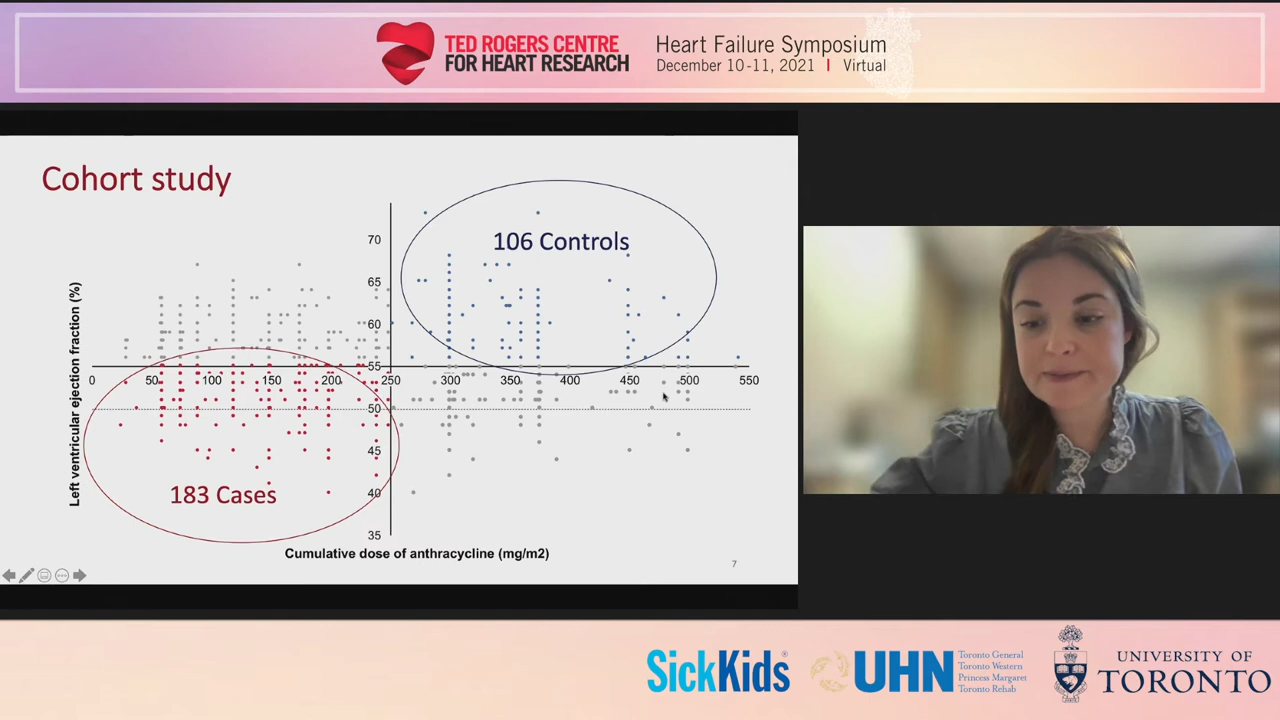 TED ROGERS CENTRE
FOR HEART RESEARCH
Heart Failure Symposium
December 10-11, 2021 | Virtual
Cohort study
106 Controls
183 Cases
Left ventricular ejection fraction (%)
70
65
60
55
50
45
40
35
0
50
100
150
200
250
300
350
400
450
500
550
Cumulative dose of anthracycline (mg/m2)
7
SickKids®
UHN
Toronto General
Toronto Western
Princess Margaret
Toronto Rehab
UNIVERSITY OF
TORONTO